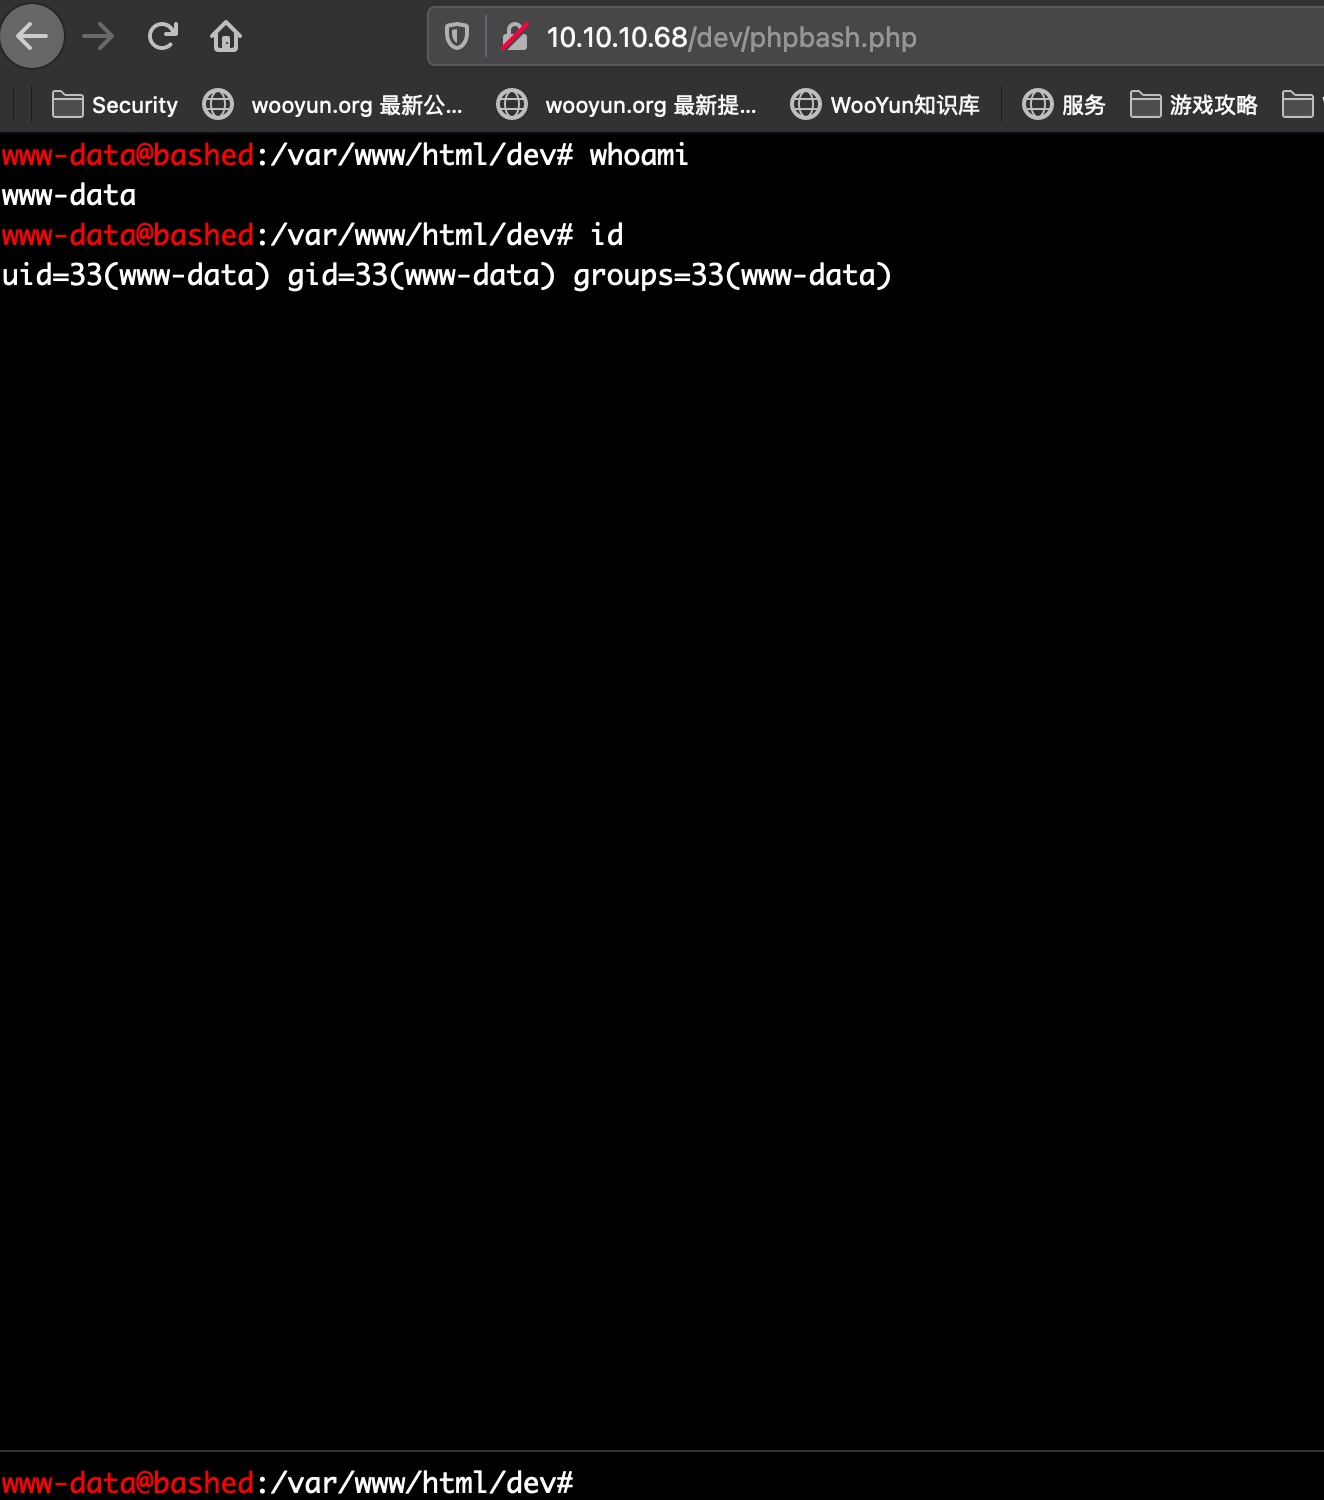 10.10.10.68/dev/phpbash.php
Security wooyun.org 最新公... wooyun.org 最新提... WooYun知识库 服务 游戏攻略
www-data@bashed:/var/www/html/dev# whoami
www-data
www-data@bashed:/var/www/html/dev# id
uid=33(www-data) gid=33(www-data) groups=33(www-data)
www-data@bashed:/var/www/html/dev#